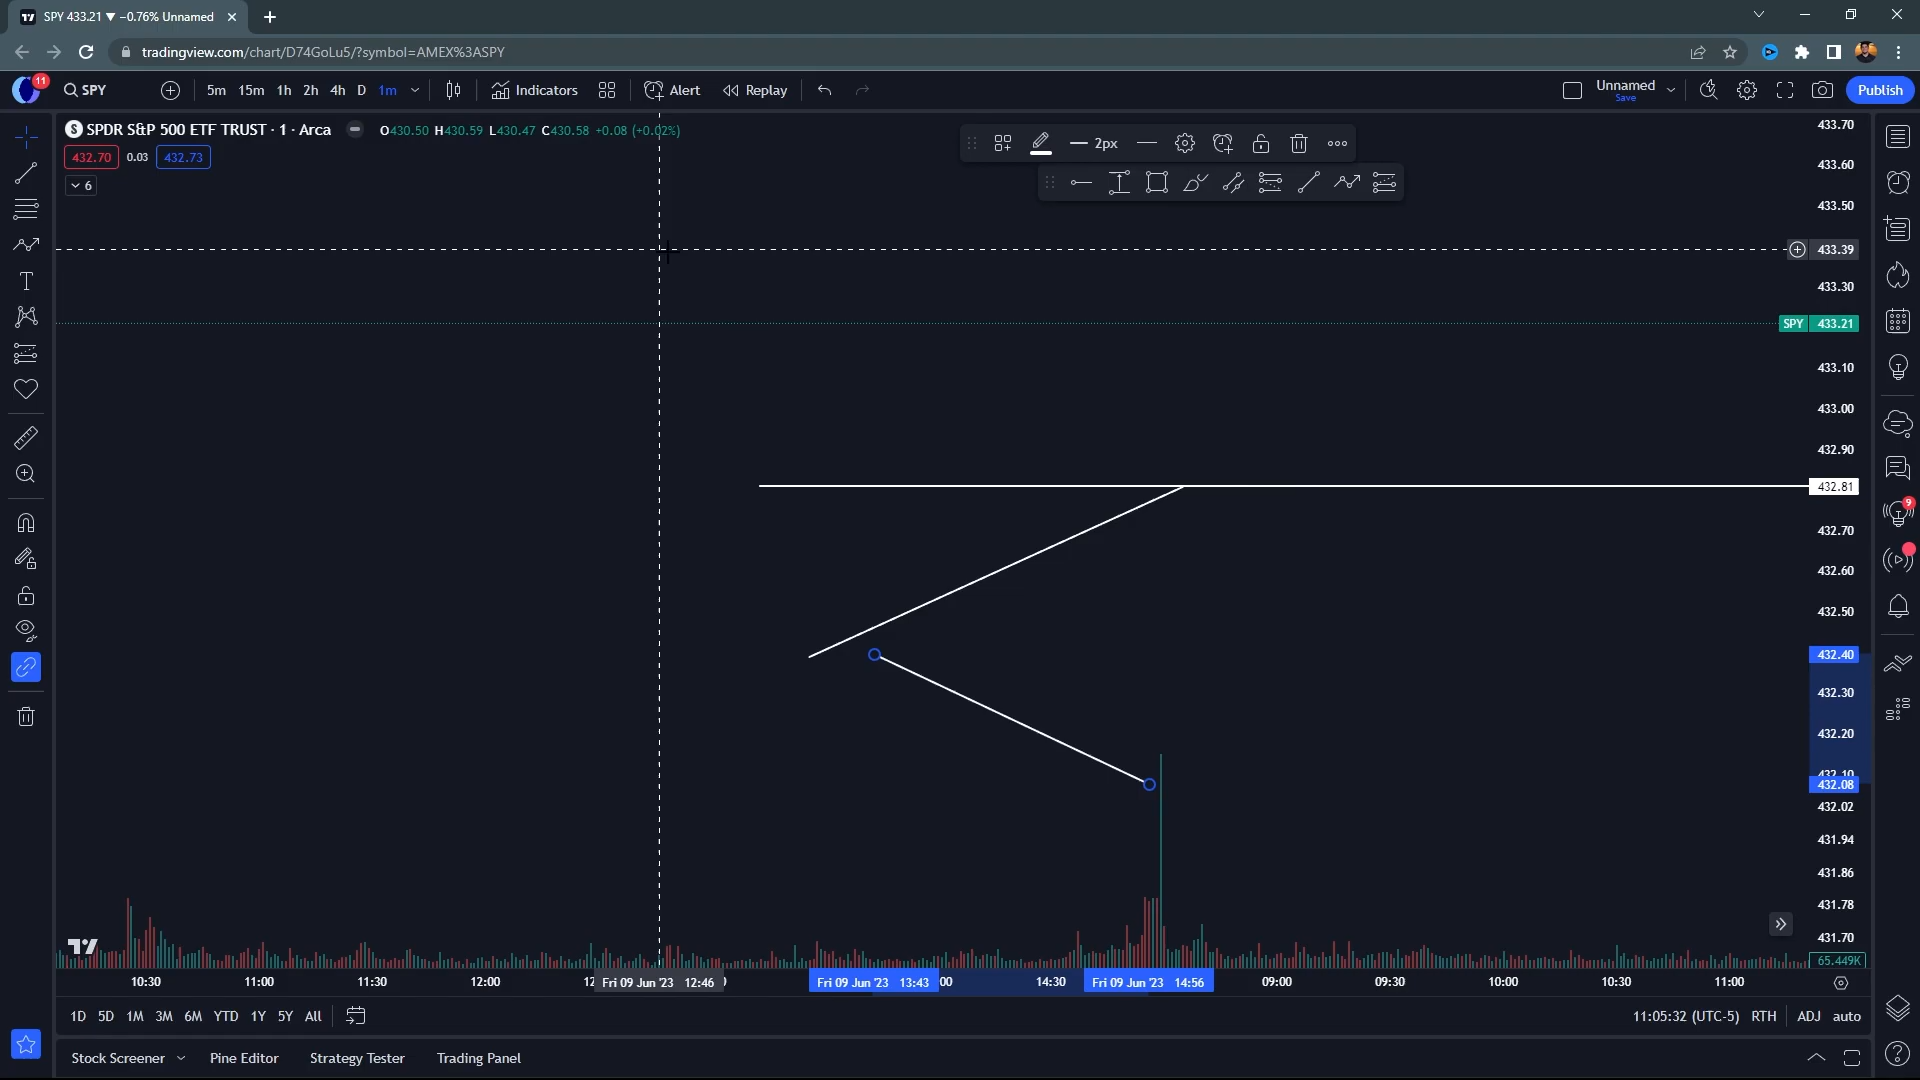 SPY 433.21 ▼ −0.76% Unnamed
tradingview.com/chart/D74GoLu5/?symbol=AMEX%3ASPY
11
SPY
5m 15m 1h 2h 4h D 1m
Indicators
Alert
Replay
Unnamed
Save
Publish
S
SPDR S&P 500 ETF TRUST · 1 · Arca
O430.50 H430.59 L430.47 C430.58 +0.08 (+0.02%)
432.70 0.03 432.73
6
2px
433.70
433.60
433.50
433.39
433.30
SPY 433.21
433.10
433.00
432.90
432.81
432.70
432.60
432.50
432.40
432.30
432.20
432.10
432.08
432.02
431.94
431.86
431.78
431.70
65.449K
9
10:30 11:00 11:30 12:00 Fri 09 Jun '23 12:46 Fri 09 Jun '23 13:43 14:30 Fri 09 Jun '23 14:56 09:00 09:30 10:00 10:30 11:00
1D 5D 1M 3M 6M YTD 1Y 5Y All
11:05:32 (UTC-5) RTH ADJ auto
Stock Screener Pine Editor Strategy Tester Trading Panel